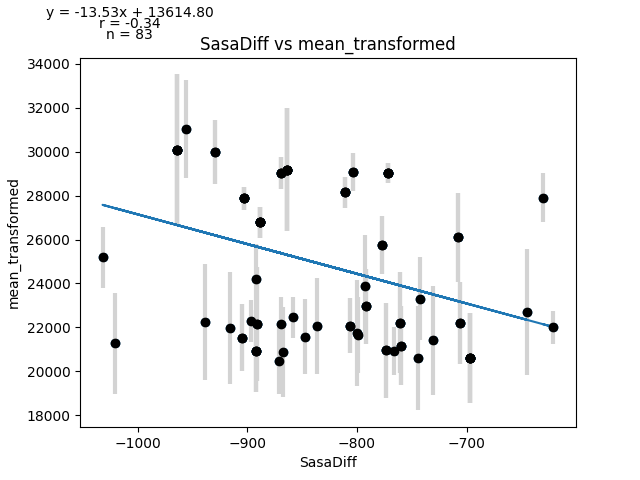 y = -13.53x + 13614.80
r = -0.34
n = 83
SasaDiff vs mean_transformed
34000
32000
30000
28000
26000
24000
22000
20000
18000
mean_transformed
−1000
−900
−800
−700
SasaDiff